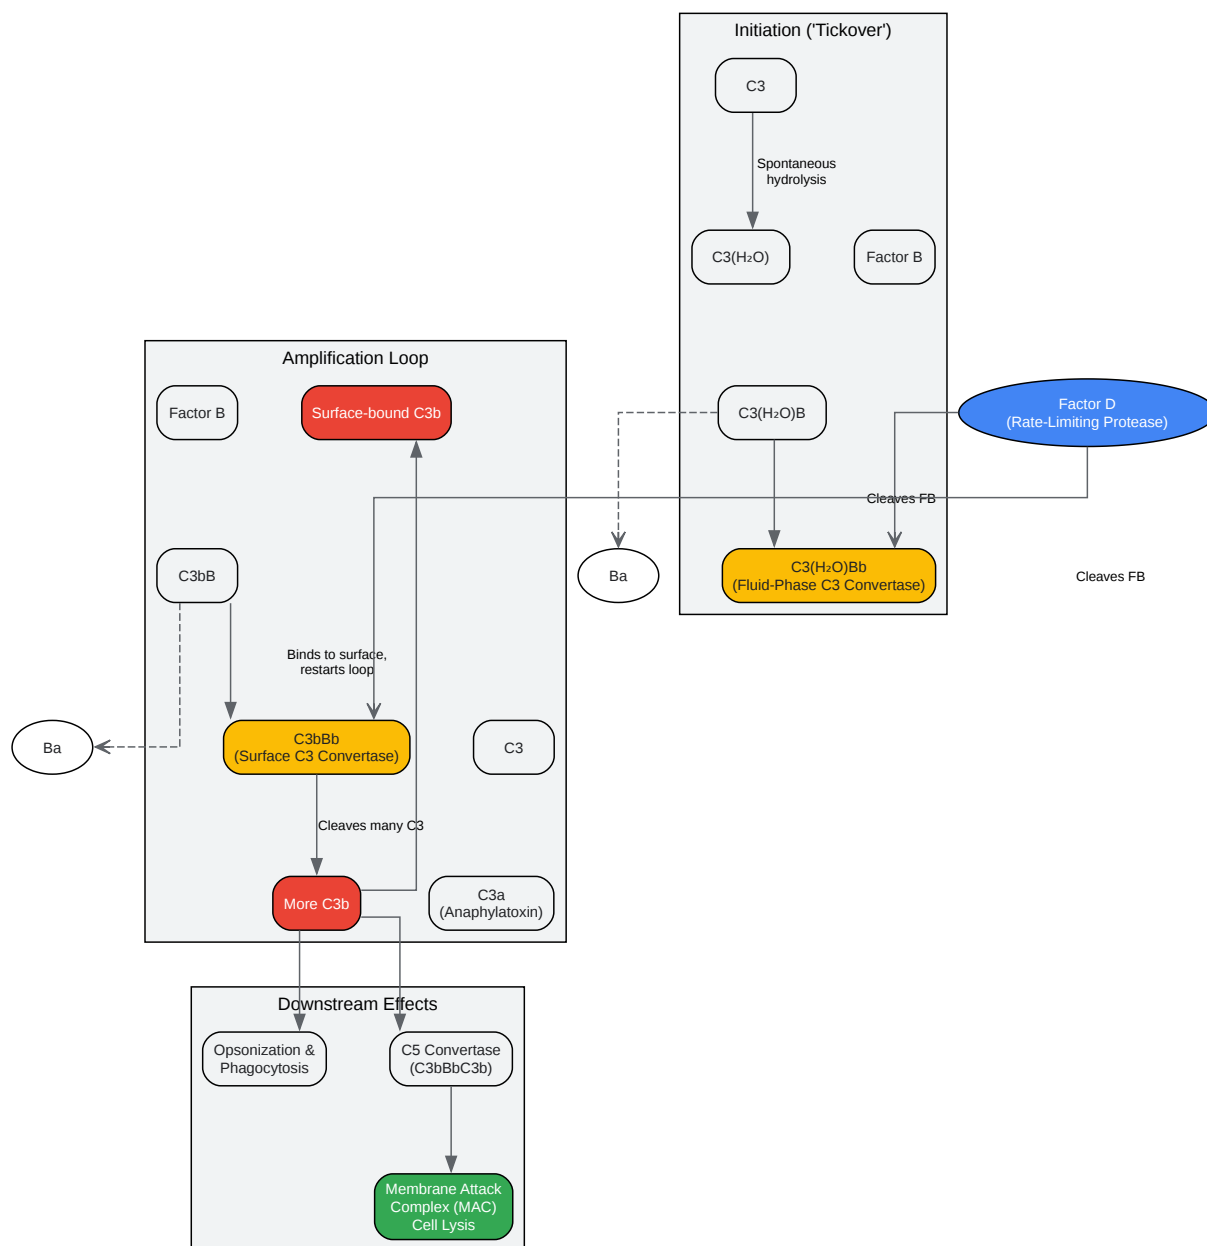 Initiation ('Tickover')
C3
Spontaneous
hydrolysis
C3(H₂O)
Factor B
Amplification Loop
Factor B
Surface-bound C3b
C3(H₂O)B
Factor D
(Rate-Limiting Protease)
Cleaves FB
C3bB
Ba
C3(H₂O)Bb
(Fluid-Phase C3 Convertase)
Cleaves FB
Binds to surface,
restarts loop
Ba
C3bBb
(Surface C3 Convertase)
C3
Cleaves many C3
More C3b
C3a
(Anaphylatoxin)
Downstream Effects
Opsonization &
Phagocytosis
C5 Convertase
(C3bBbC3b)
Membrane Attack
Complex (MAC)
Cell Lysis